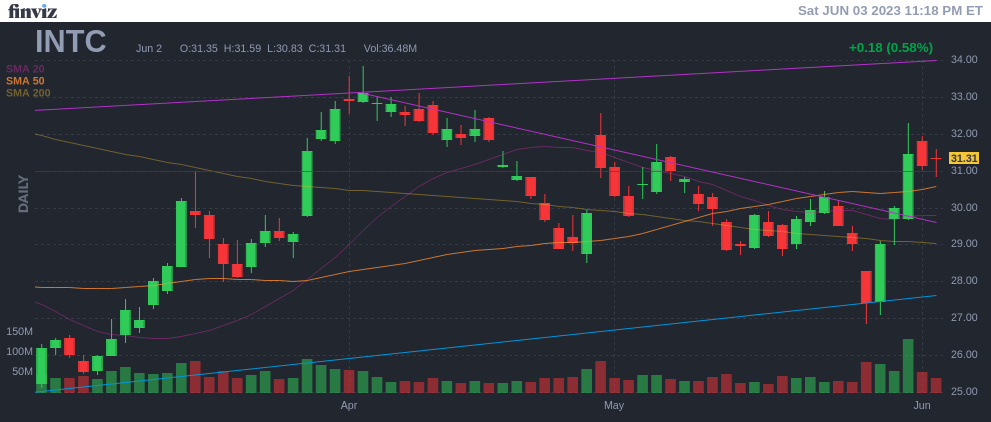 finviz
Sat JUN 03 2023 11:18 PM ET
INTC
Jun 2 O:31.35 H:31.59 L:30.83 C:31.31 Vol:36.48M
+0.18 (0.58%)
SMA 20
SMA 50
SMA 200
DAILY
34.00
33.00
32.00
31.31
31.00
30.00
29.00
28.00
27.00
26.00
25.00
150M
100M
50M
Apr May Jun